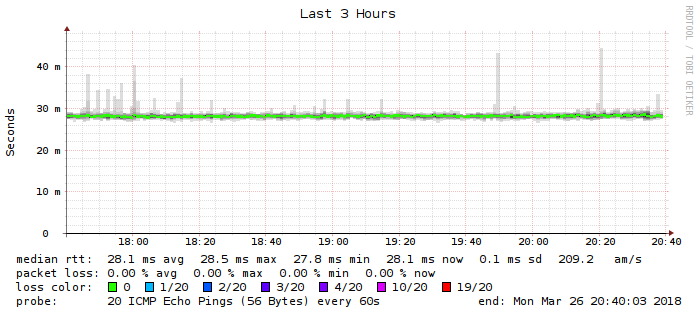 Last 3 Hours
RRDTOOL / TOBI OETIKER
Seconds
40 m
30 m
20 m
10 m
0
18:00 18:20 18:40 19:00 19:20 19:40 20:00 20:20 20:40
median rtt: 28.1 ms avg 28.5 ms max 27.8 ms min 28.1 ms now 0.1 ms sd 209.2 am/s
packet loss: 0.00 % avg 0.00 % max 0.00 % min 0.00 % now
loss color: 0 1/20 2/20 3/20 4/20 10/20 19/20
probe: 20 ICMP Echo Pings (56 Bytes) every 60s end: Mon Mar 26 20:40:03 2018